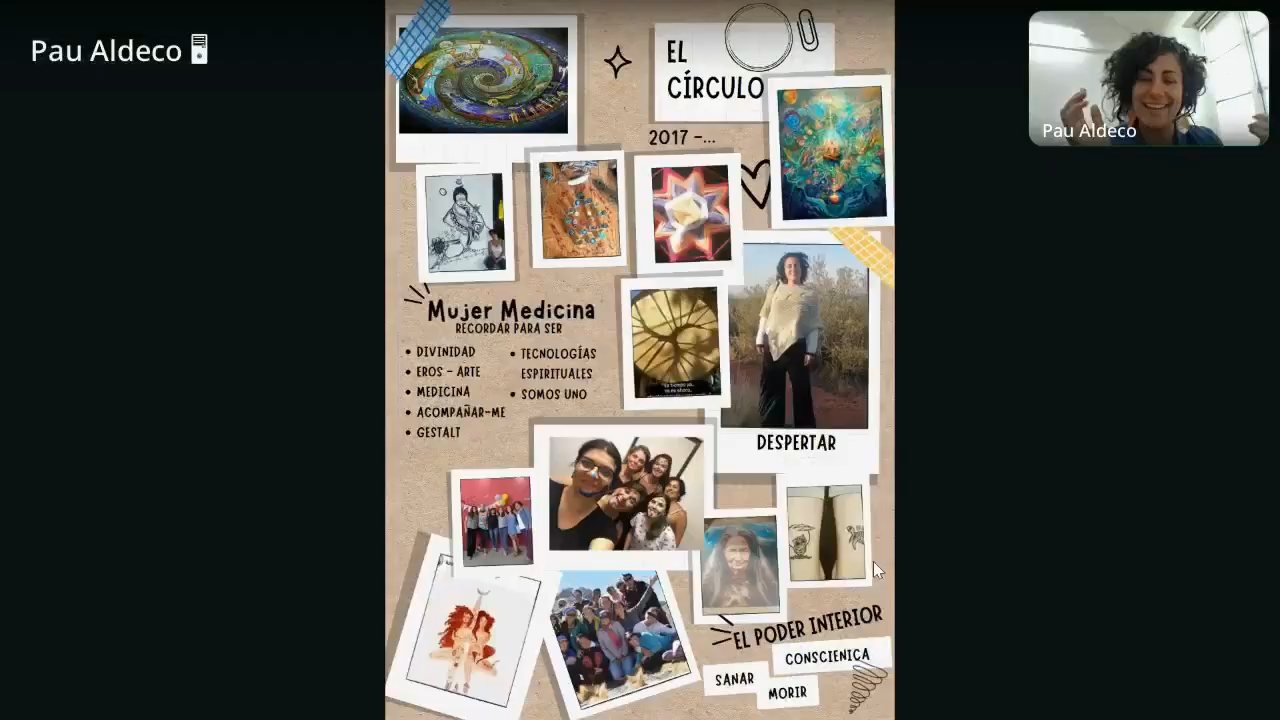 Pau Aldeco
EL
CÍRCULO
2017 -...
Mujer Medicina
RECORDAR PARA SER
• DIVINIDAD
• EROS - ARTE
• MEDICINA
• ACOMPAÑAR-ME
• GESTALT
• TECNOLOGÍAS
ESPIRITUALES
• SOMOS UNO
DESPERTAR
EL PODER INTERIOR
CONSCIENICA
SANAR
MORIR
Pau Aldeco